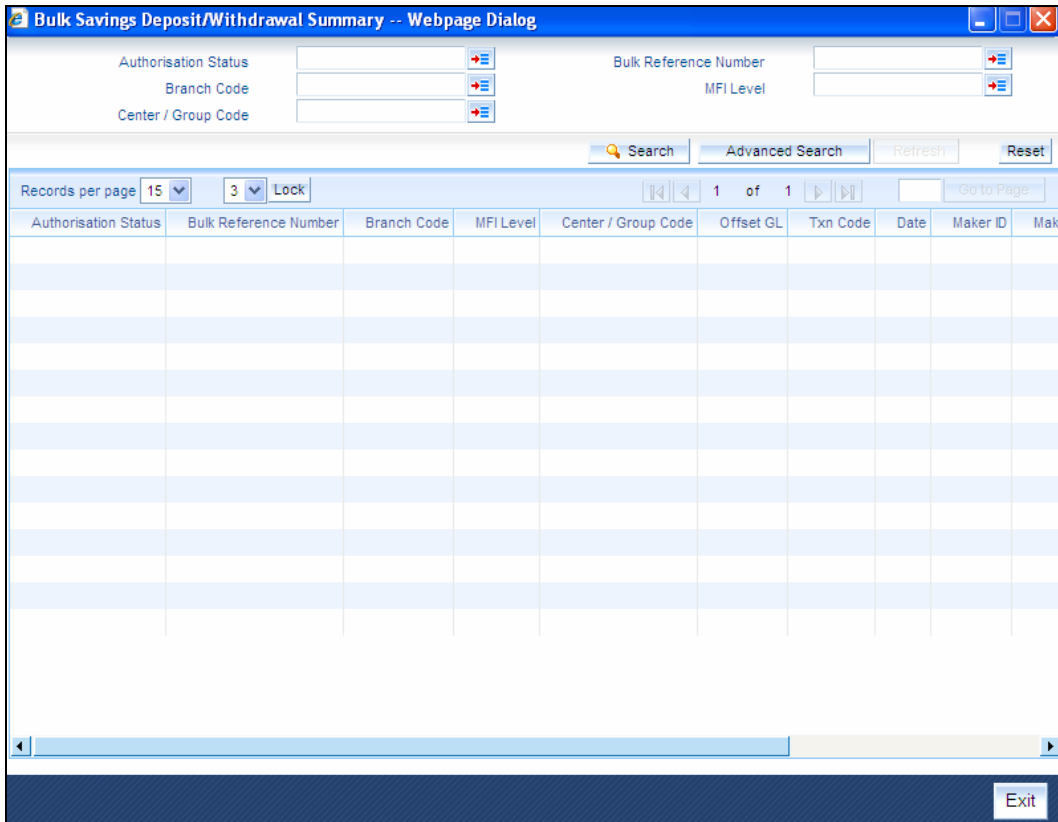 Bulk Savings Deposit/Withdrawal Summary -- Webpage Dialog
Authorisation Status Bulk Reference Number
Branch Code MFI Level
Center / Group Code
Search Advanced Search Refresh Reset
Records per page 15 3 Lock 1 of 1 Go to Page
Authorisation Status Bulk Reference Number Branch Code MFI Level Center / Group Code Offset GL Txn Code Date Maker ID Mak
Exit